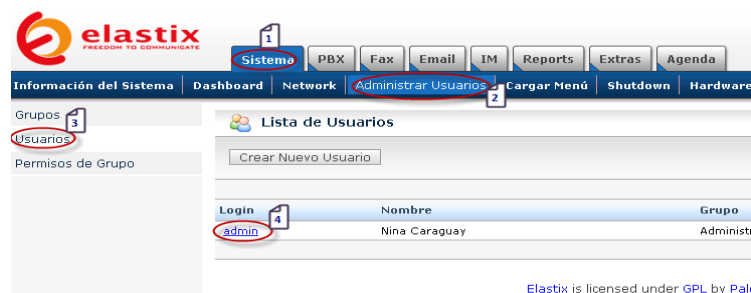 elastix
FREEDOM TO COMMUNICATE
1
Sistema PBX Fax Email IM Reports Extras Agenda
Información del Sistema Dashboard Network Administrar Usuarios Cargar Menú Shutdown Hardware
2
Grupos
3
Usuarios
Permisos de Grupo
Lista de Usuarios
Crear Nuevo Usuario
Login Nombre Grupo
4
admin Nina Caraguay Administ
Elastix is licensed under GPL by